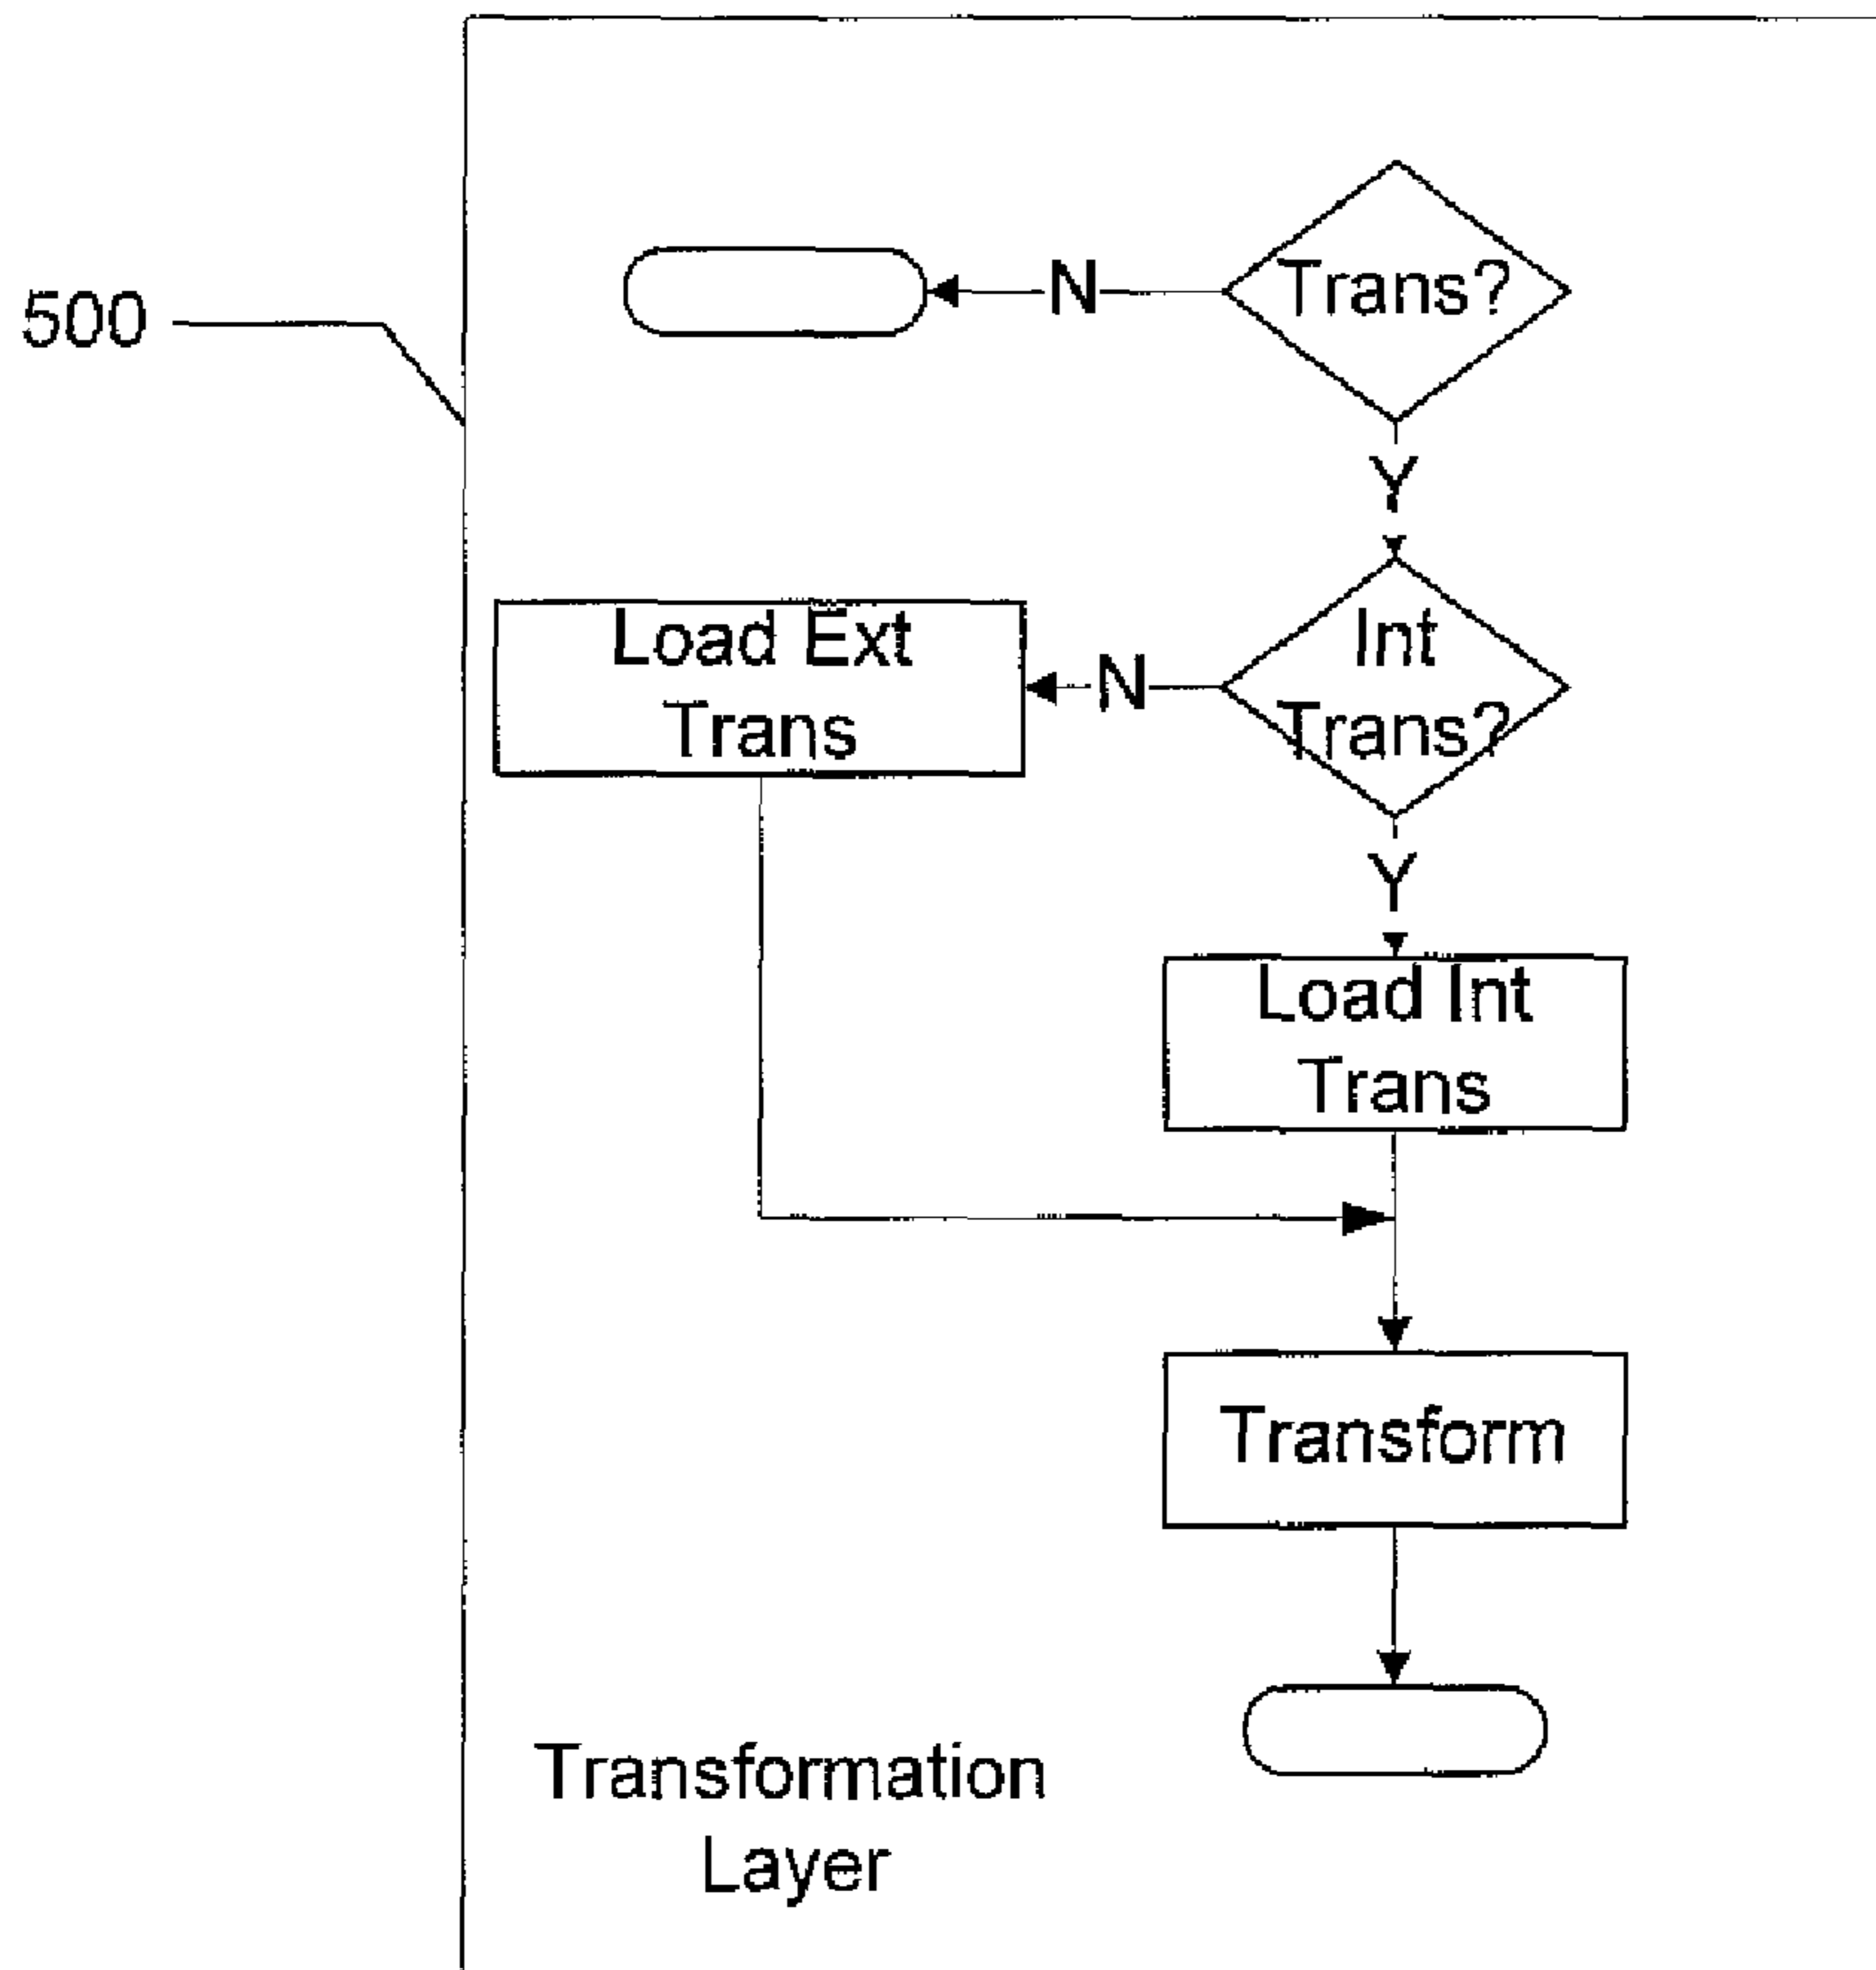 Trans?
N
500
Y
Load Ext
Trans
N
Int
Trans?
Y
Load Int
Trans
Transform
Transformation
Layer